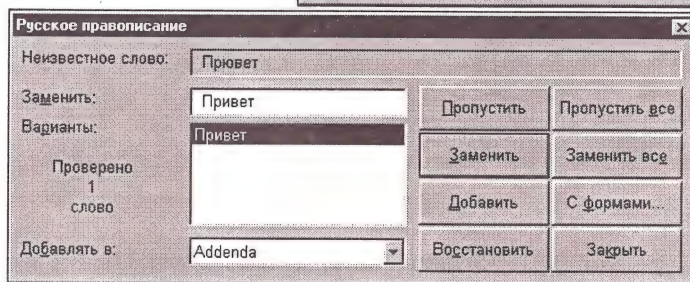 Русское правописание
Неизвестное слово: Прювет
Заменить: Привет
Варианты: Привет
Проверено
1
слово
Добавлять в: Addenda
Пропустить Пропустить все
Заменить Заменить все
Добавить С формами...
Восстановить Закрыть